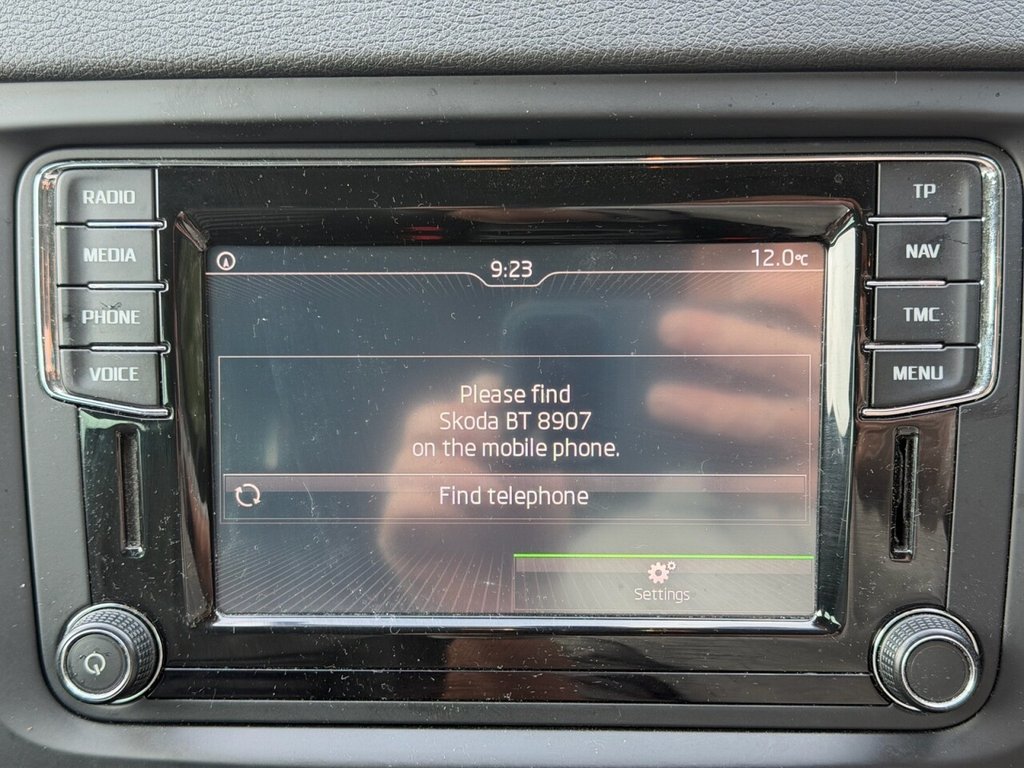 RADIO
MEDIA
PHONE
VOICE
TP
NAV
TMC
MENU
9:23
12.0°C
Please find
Skoda BT 8907
on the mobile phone.
Find telephone
Settings